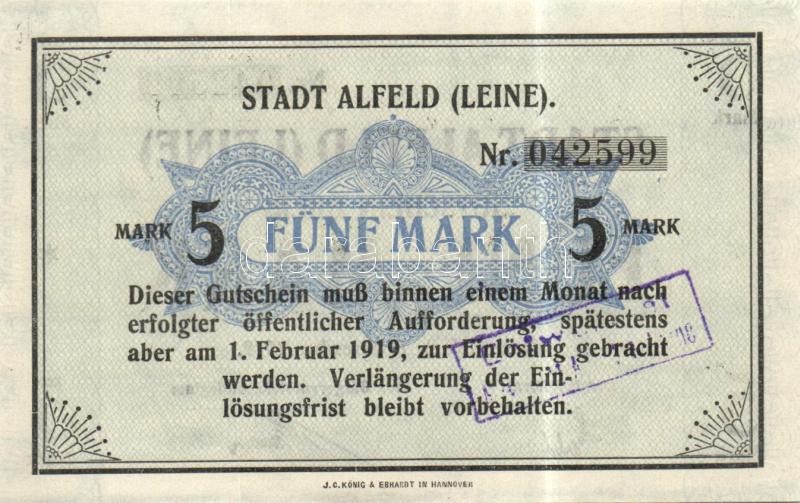 STADT ALFELD (LEINE).
Nr. 042599
MARK 5 FÜNF MARK 5 MARK
Dieser Gutschein muß binnen einem Monat nach
erfolgter öffentlicher Aufforderung, spätestens
aber am 1. Februar 1919, zur Einlösung gebracht
werden. Verlängerung der Ein-
lösungsfrist bleibt vorbehalten.
J. C. KÖNIG & EBHARDT IN HANNOVER
darabanth